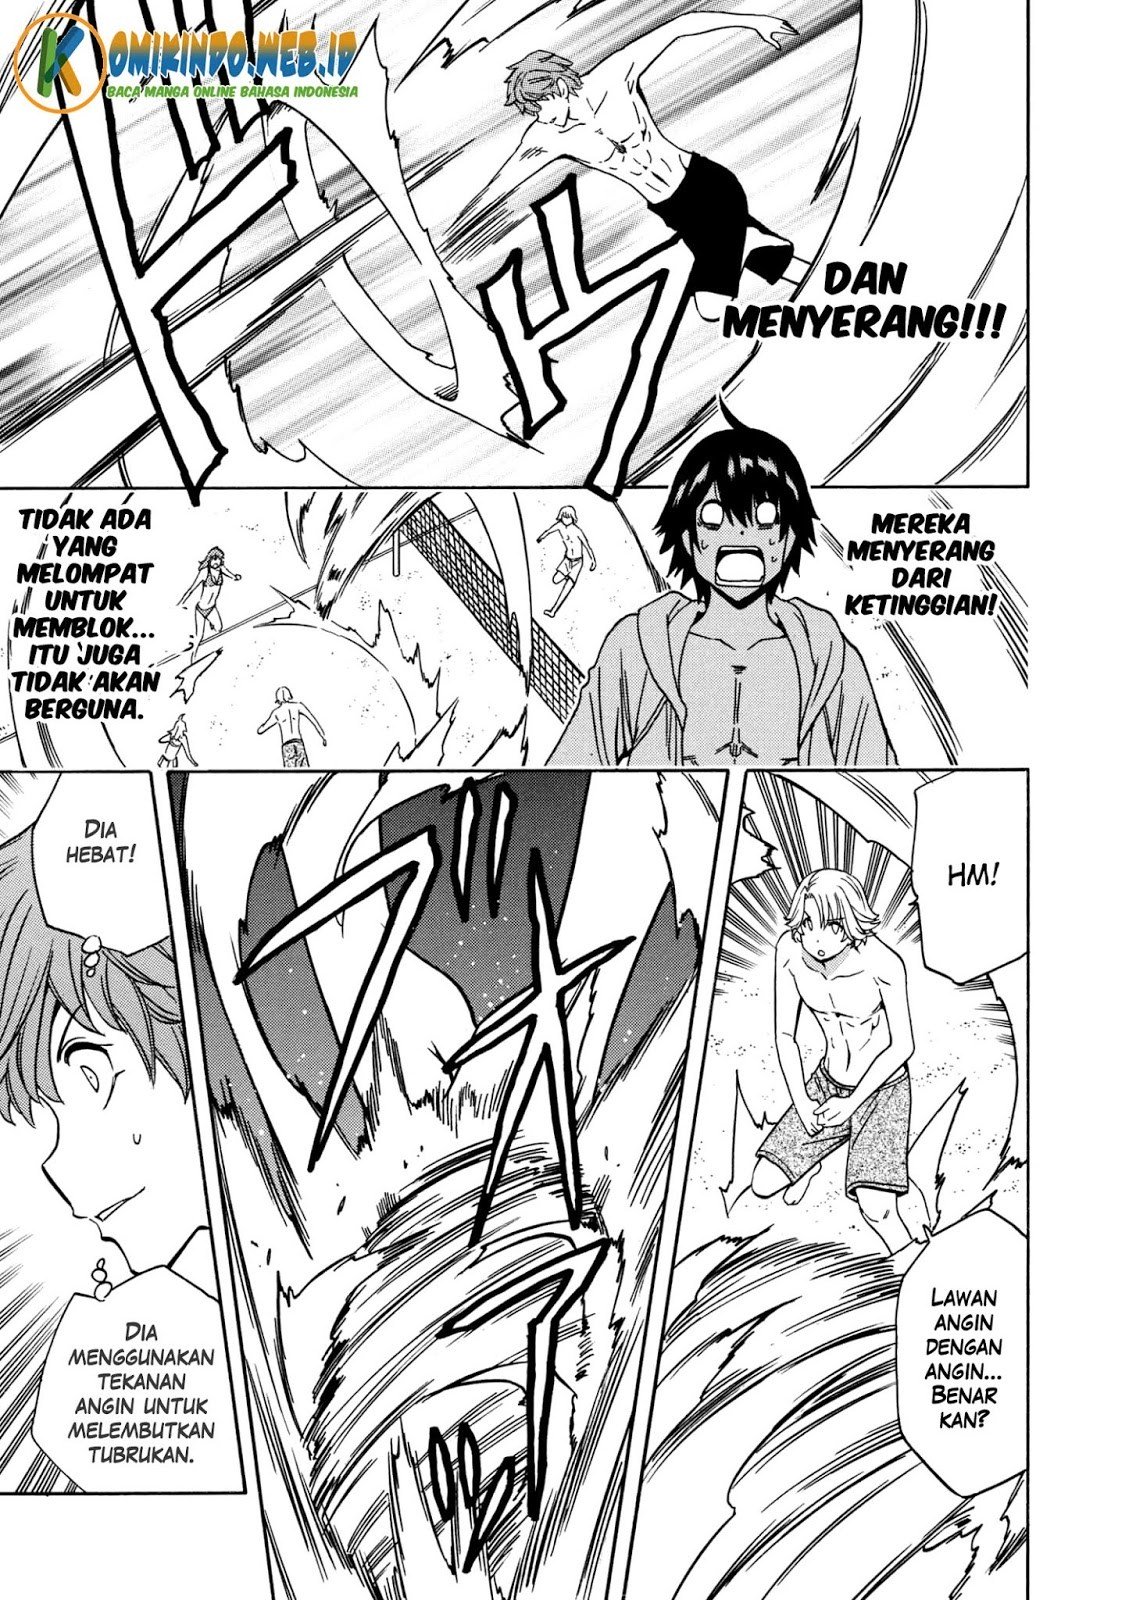 KOMIKINDO.WEB.ID
BACA MANGA ONLINE BAHASA INDONESIA
DAN
MENYERANG!!!
MEREKA
MENYERANG
DARI
KETINGGIAN!
TIDAK ADA
YANG
MELOMPAT
UNTUK
MEMBLOK...
ITU JUGA
TIDAK AKAN
BERGUNA.
HM!
LAWAN
ANGIN
DENGAN
ANGIN...
BENAR
KAN?
DIA
HEBAT!
DIA
MENGGUNAKAN
TEKANAN
ANGIN UNTUK
MELEMBUTKAN
TUBRUKAN.